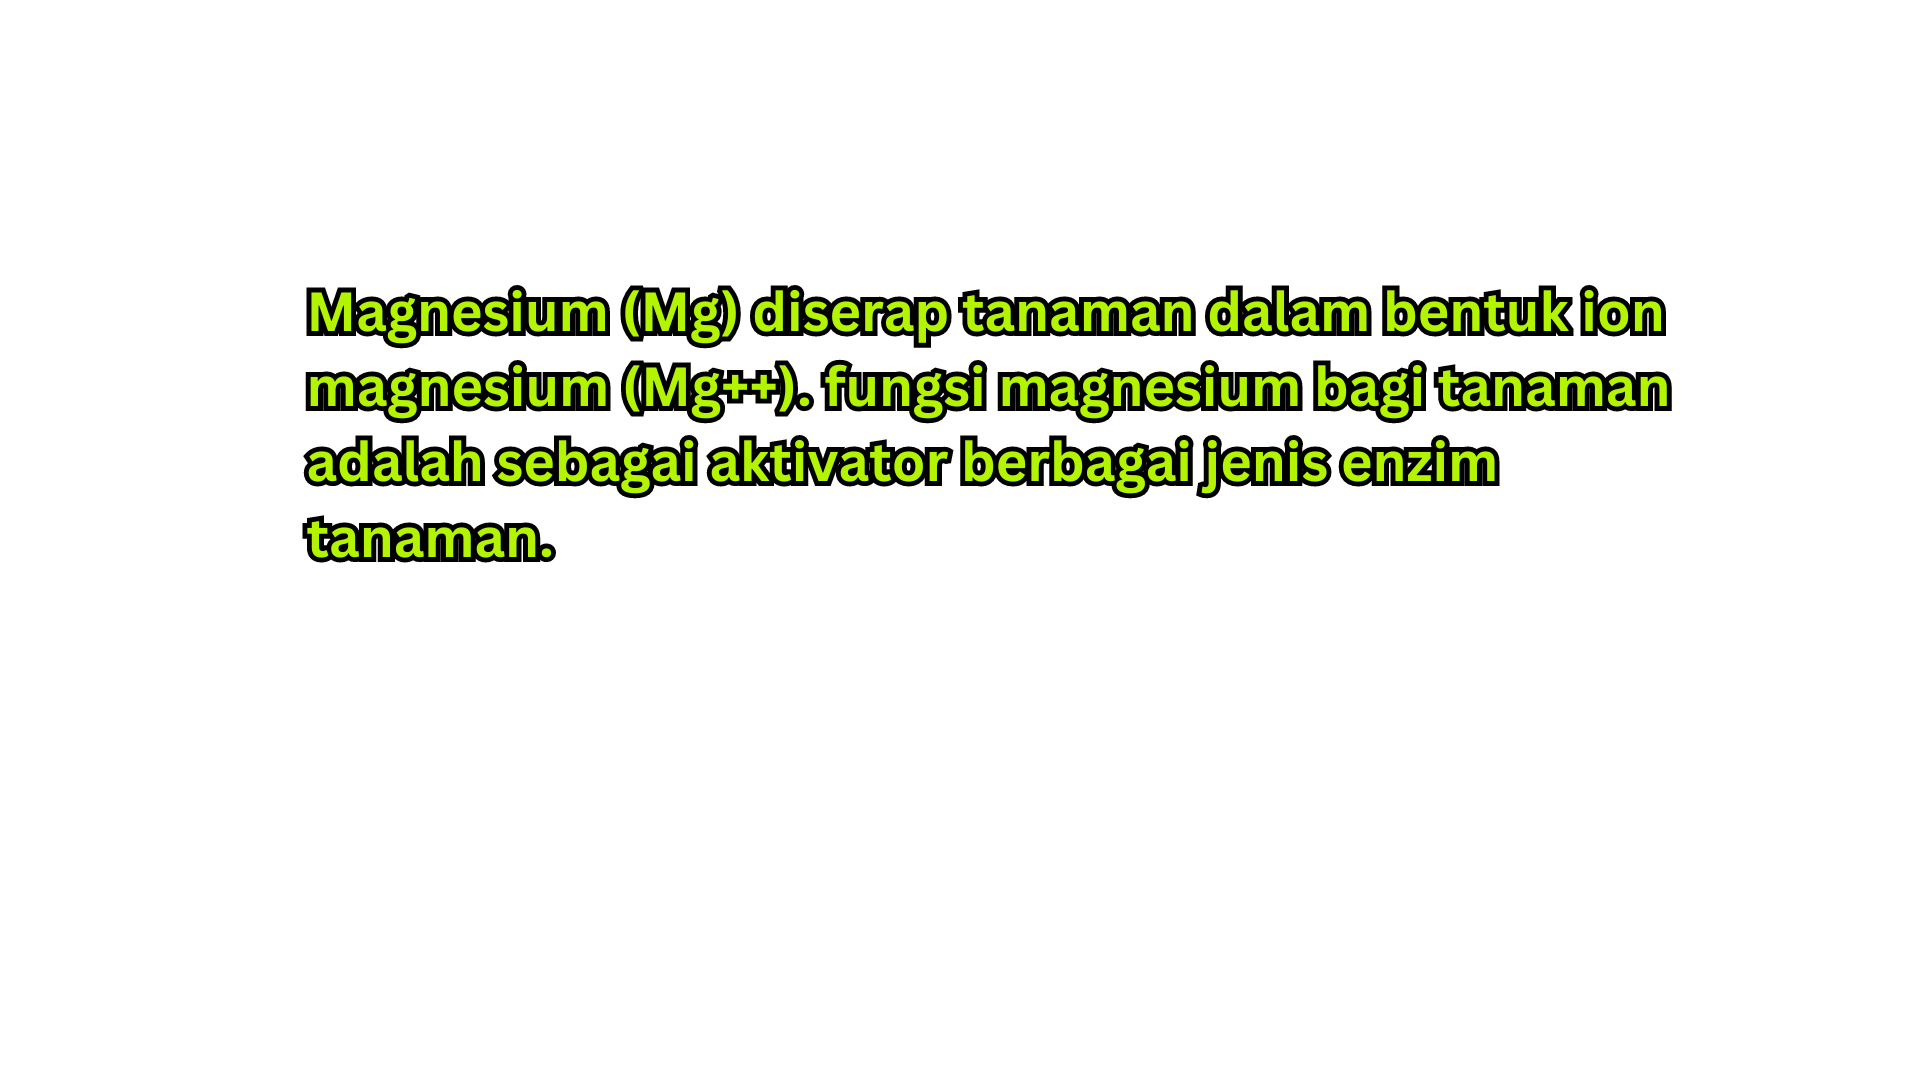 Magnesium (Mg) diserap tanaman dalam bentuk ion
magnesium (Mg++). fungsi magnesium bagi tanaman
adalah sebagai aktivator berbagai jenis enzim
tanaman.